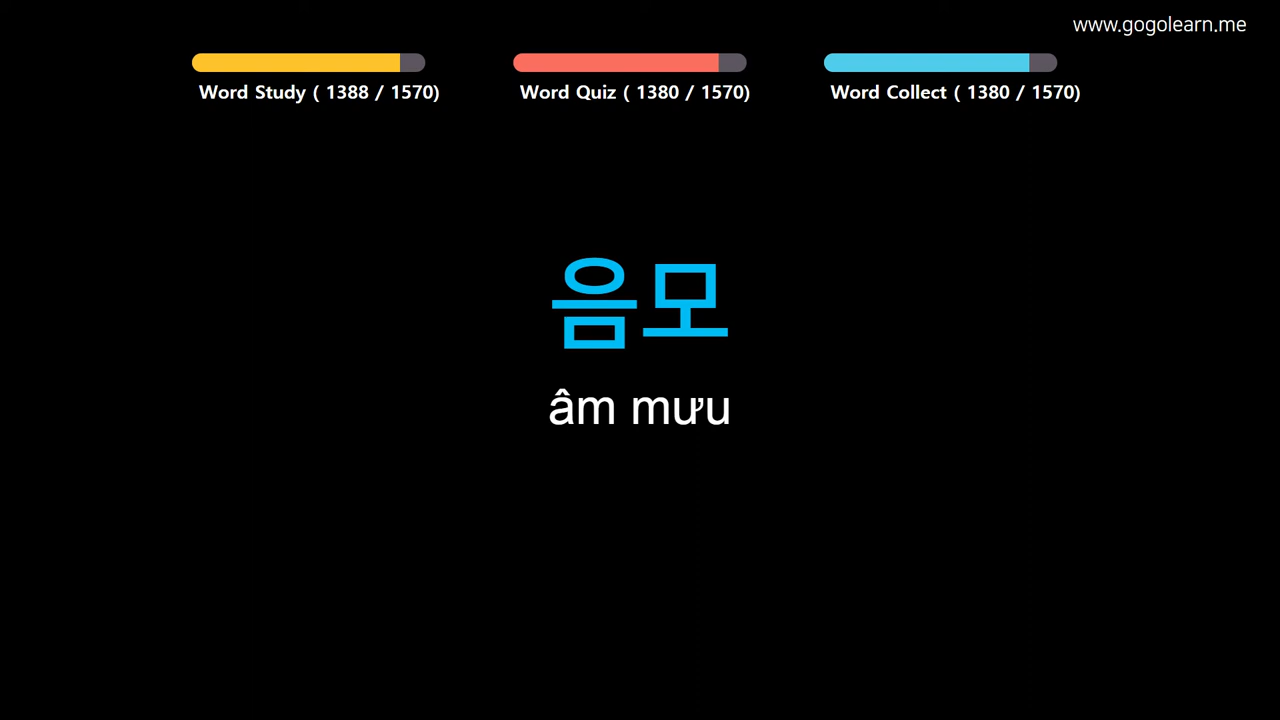 www.gogolearn.me
Word Study ( 1388 / 1570)
Word Quiz ( 1380 / 1570)
Word Collect ( 1380 / 1570)
음모
âm mưu